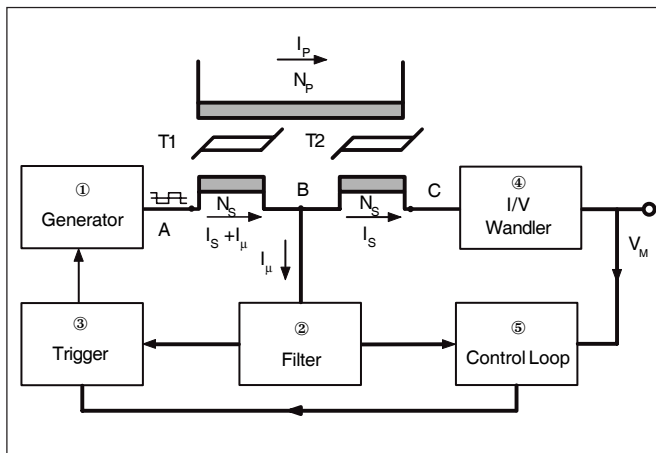 I_P
N_P
T1
T2
① Generator
A
N_S
I_S +I_μ
B
N_S
I_S
C
④ I/V Wandler
V_M
I_μ
③ Trigger
② Filter
⑤ Control Loop